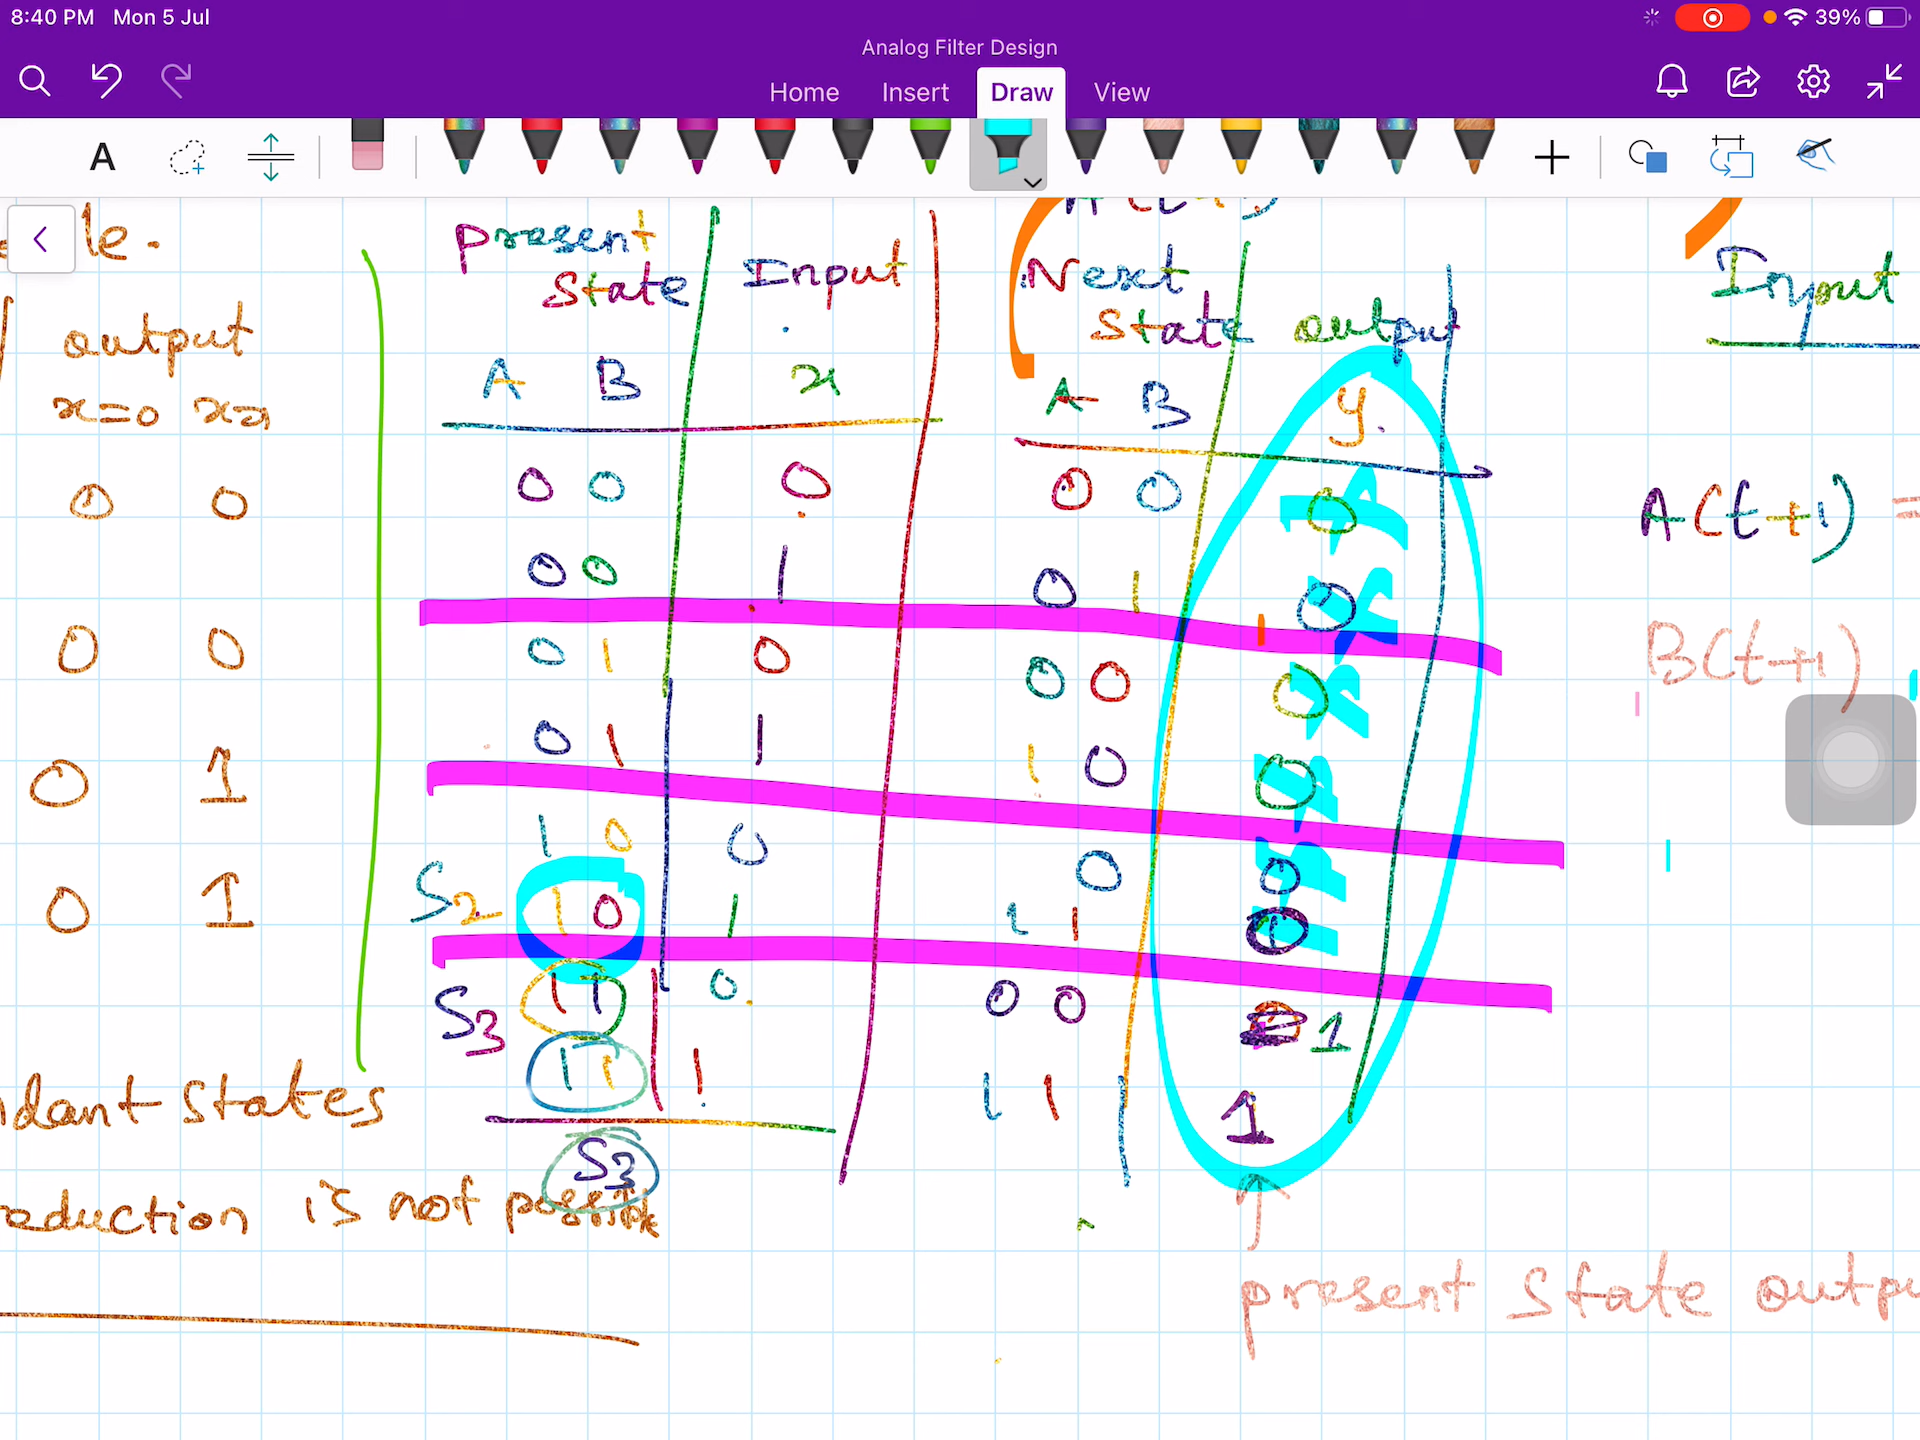 8:40 PM Mon 5 Jul
39%
Analog Filter Design
Home Insert Draw View
A
le.
output
x=0 x=1
0 0
0 0
0 1
0 1
dant states
reduction is not possible
Present State
Input
A B
x
0 0 0
0 0 1
0 1 0
0 1 1
1 0 0
S2 1 0 1
S3 1 1 0
1 1 1
S3
Next State
output
A B
y
0 0 0
0 1 0
0 0 0
1 0 0
0 0
1 1 0
0 0 1
1 1 1
present state outpu
Input
A(t+1) =
B(t+1)